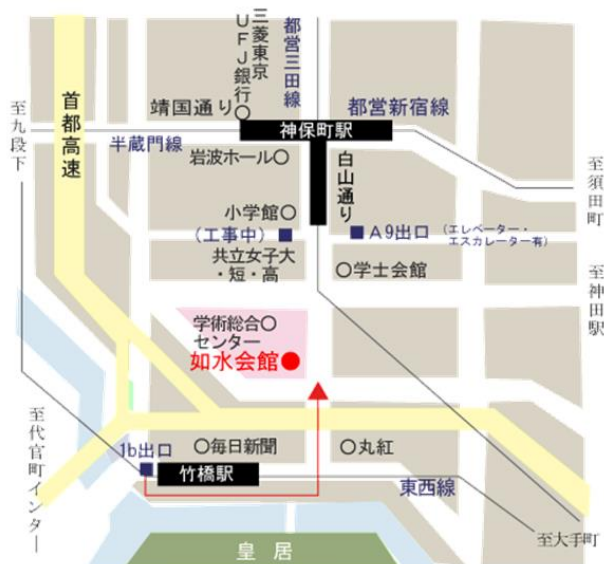 三菱東京
UFJ銀行
都営三田線
首都高速
至九段下
靖国通り
半蔵門線
神保町駅
都営新宿線
岩波ホール
白山通り
至須田町
小学館
(工事中)
A9出口
(エレベーター・
エスカレーター有)
共立女子大
・短・高
学士会館
至神田駅
学術総合
センター
如水会館
至代官町インター
1b出口
毎日新聞
丸紅
竹橋駅
東西線
至大手町
皇居